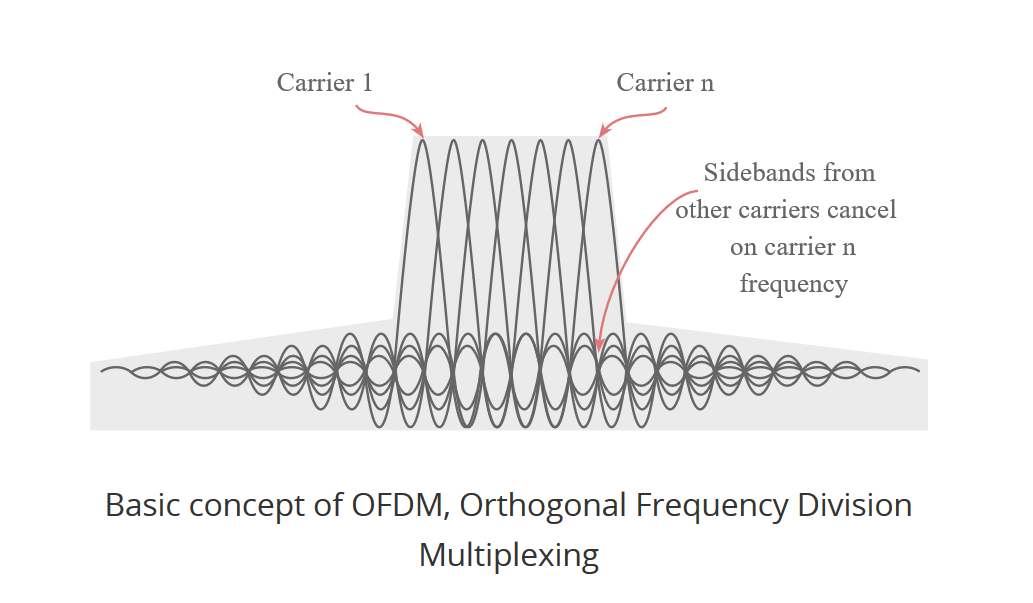 Carrier 1
Carrier n
Sidebands from
other carriers cancel
on carrier n
frequency
Basic concept of OFDM, Orthogonal Frequency Division
Multiplexing